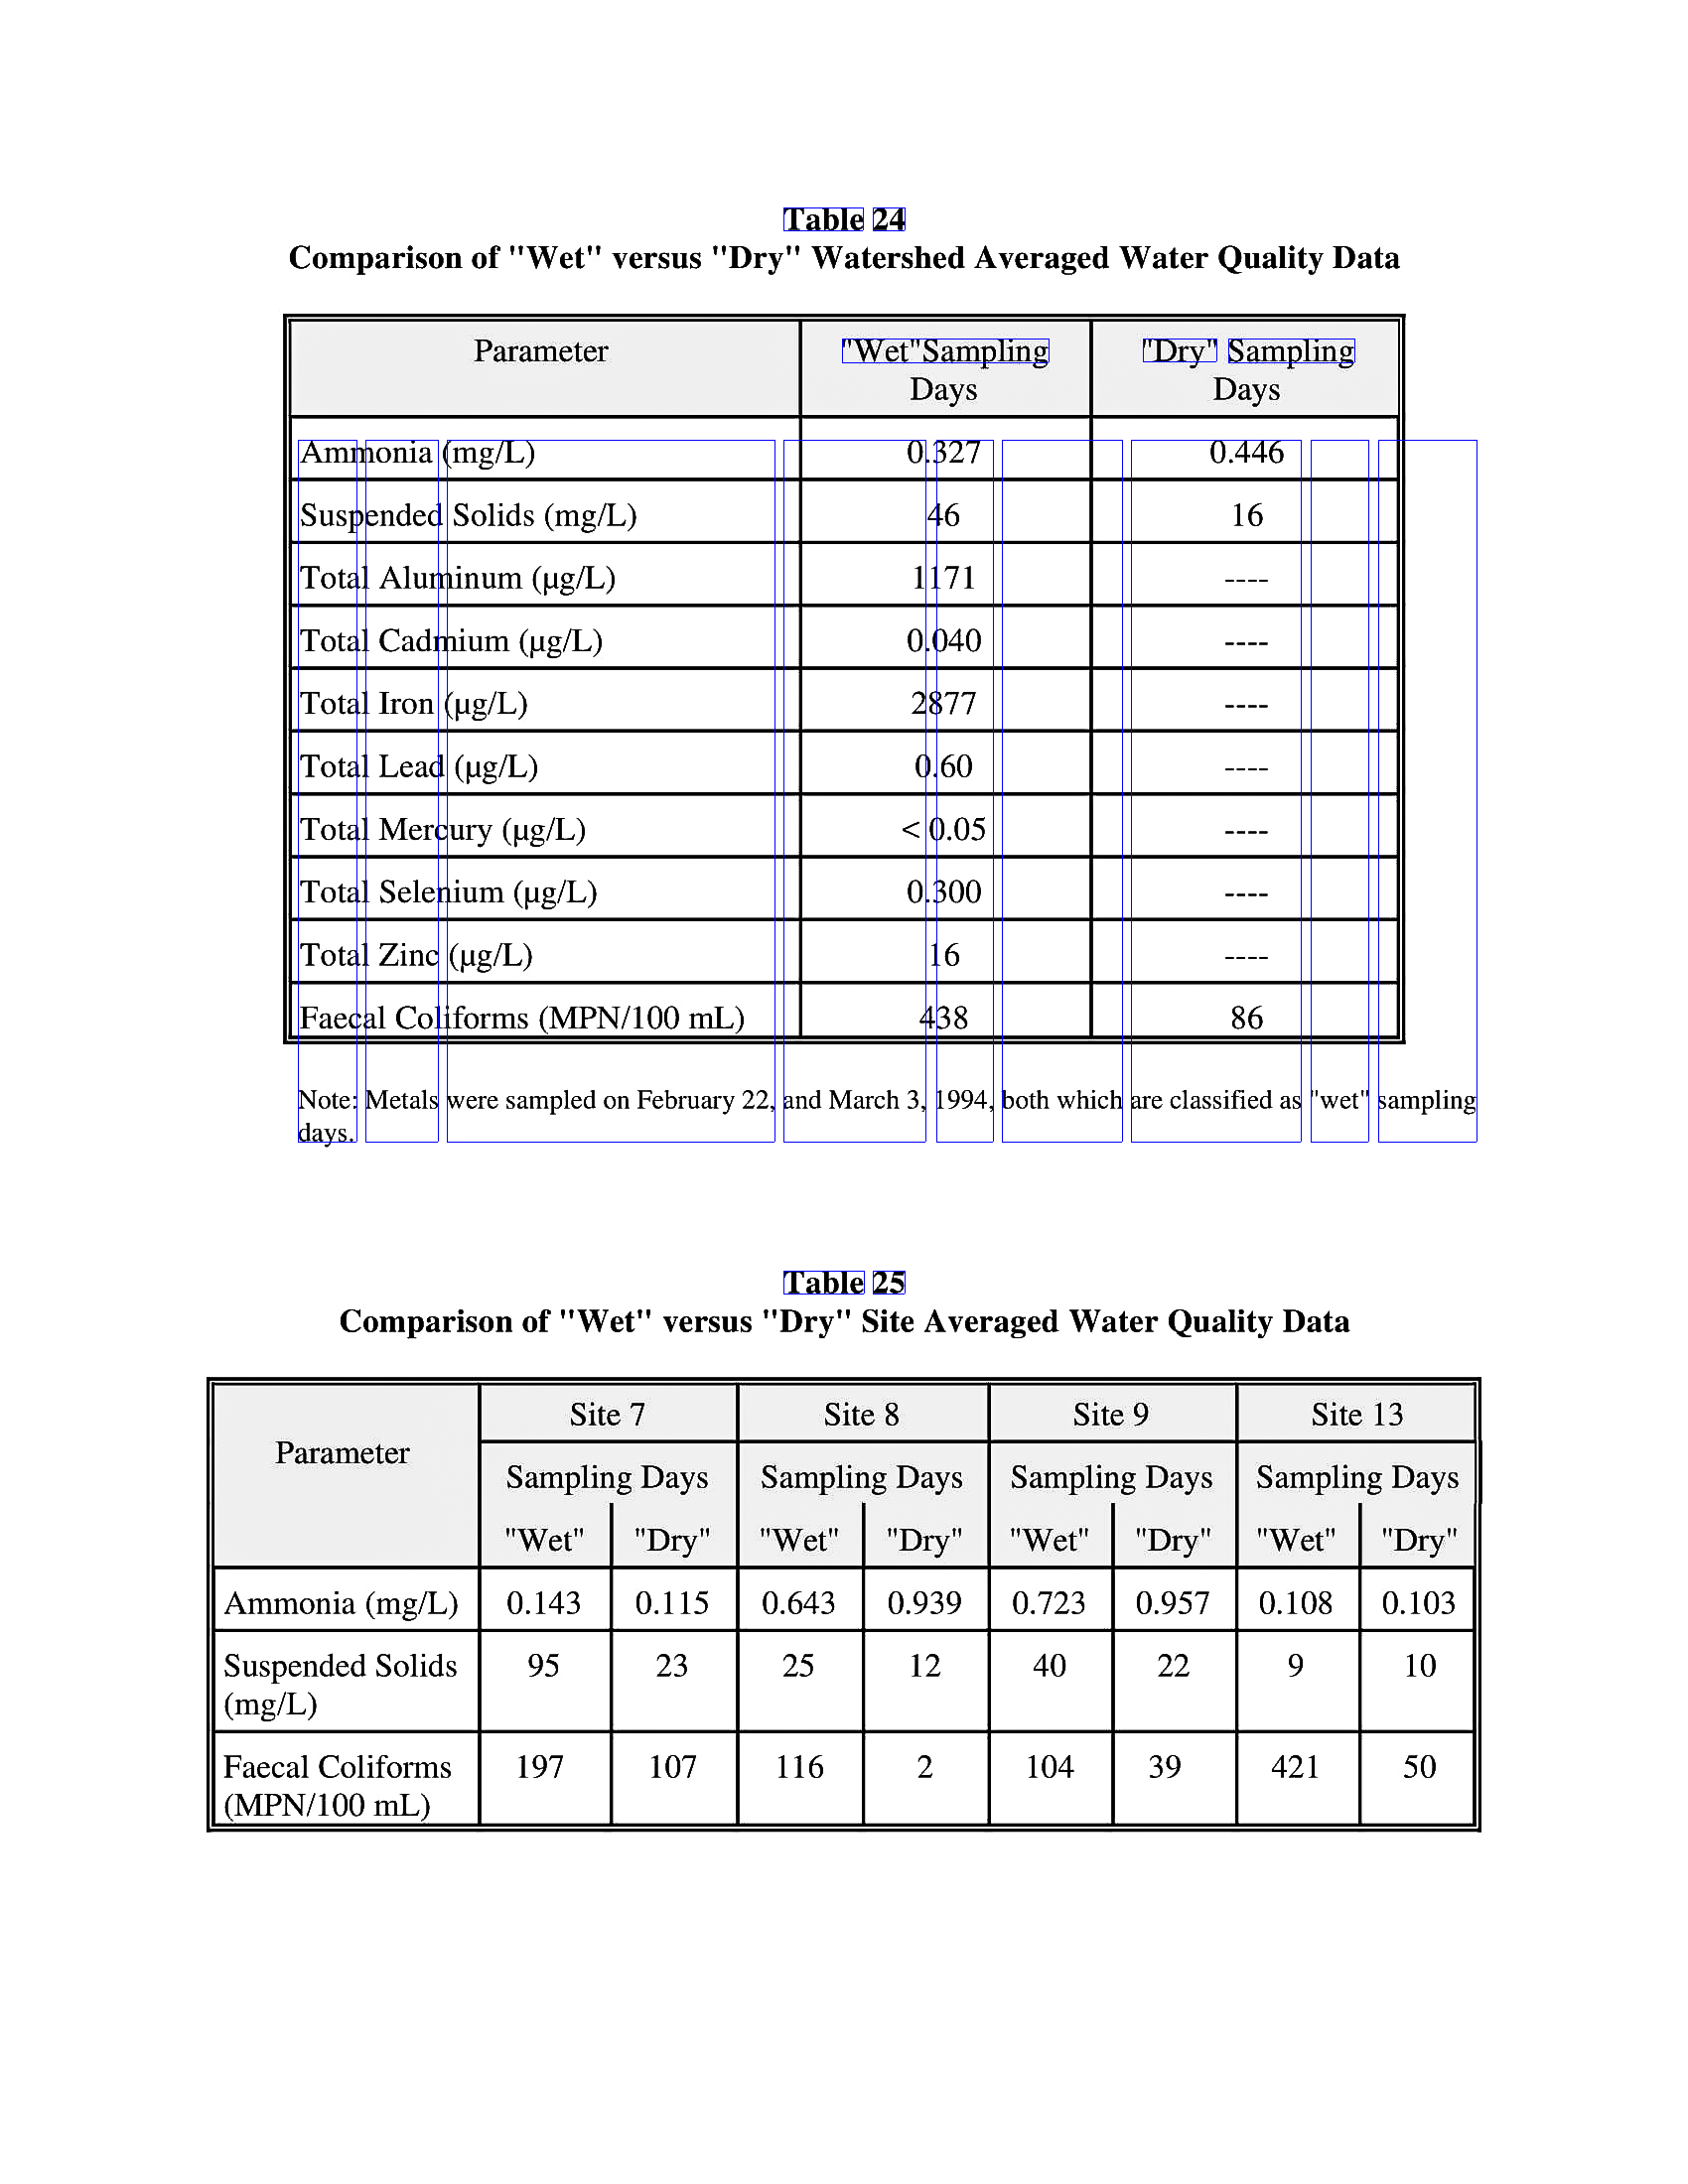 Table 24
Comparison of "Wet" versus "Dry" Watershed Averaged Water Quality Data
Parameter "Wet"Sampling Days "Dry" Sampling Days
Ammonia (mg/L) 0.327 0.446
Suspended Solids (mg/L) 46 16
Total Aluminum (µg/L) 1171 ----
Total Cadmium (µg/L) 0.040 ----
Total Iron (µg/L) 2877 ----
Total Lead (µg/L) 0.60 ----
Total Mercury (µg/L) < 0.05 ----
Total Selenium (µg/L) 0.300 ----
Total Zinc (µg/L) 16 ----
Faecal Coliforms (MPN/100 mL) 438 86
Note: Metals were sampled on February 22, and March 3, 1994, both which are classified as "wet" sampling
days.
Table 25
Comparison of "Wet" versus "Dry" Site Averaged Water Quality Data
Parameter Site 7 Site 8 Site 9 Site 13
Sampling Days Sampling Days Sampling Days Sampling Days
"Wet" "Dry" "Wet" "Dry" "Wet" "Dry" "Wet" "Dry"
Ammonia (mg/L) 0.143 0.115 0.643 0.939 0.723 0.957 0.108 0.103
Suspended Solids (mg/L) 95 23 25 12 40 22 9 10
Faecal Coliforms (MPN/100 mL) 197 107 116 2 104 39 421 50